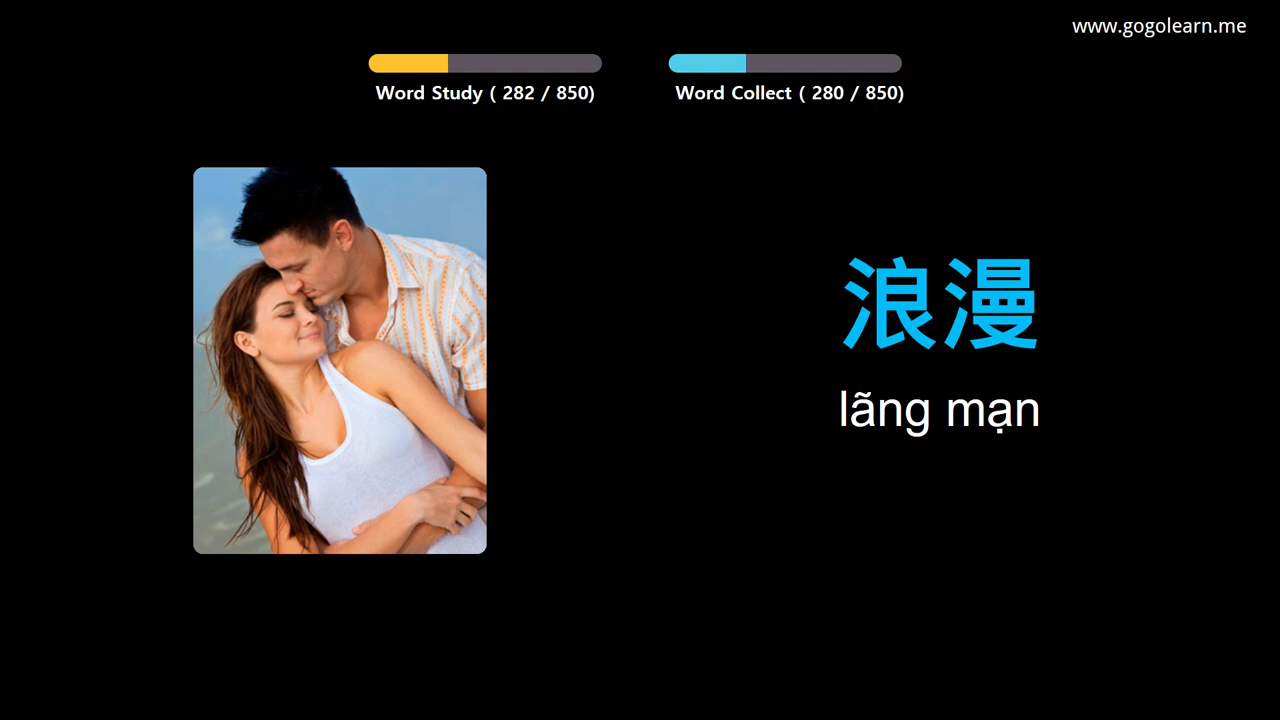 www.gogolearn.me
Word Study ( 282 / 850)
Word Collect ( 280 / 850)
浪漫
lãng mạn